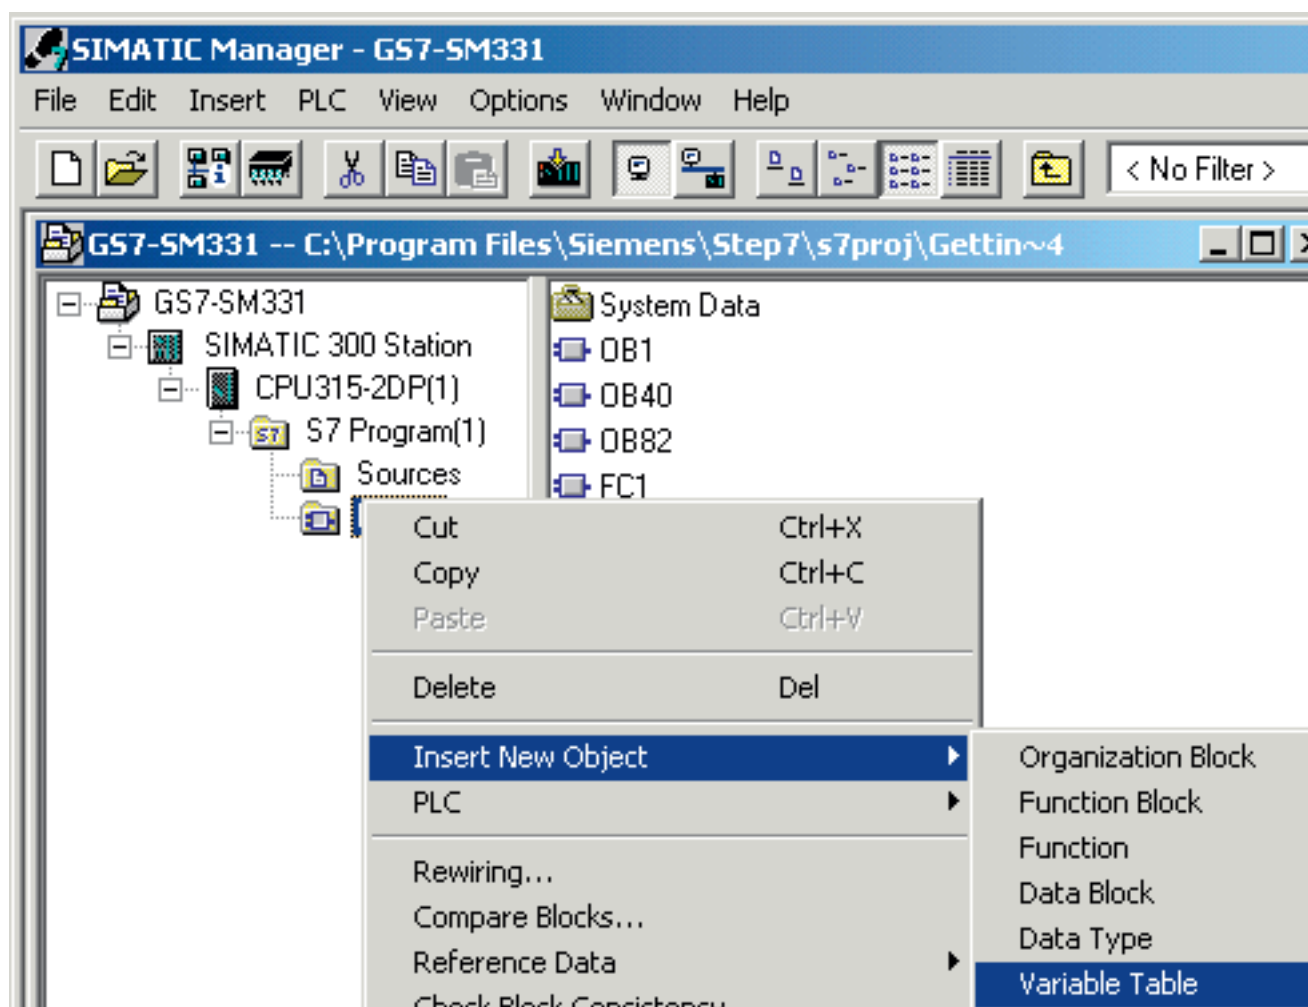 SIMATIC Manager - GS7-SM331
File Edit Insert PLC View Options Window Help
< No Filter >
GS7-SM331 -- C:\Program Files\Siemens\Step7\s7proj\Gettin~4
GS7-SM331
SIMATIC 300 Station
CPU315-2DP(1)
S7 Program(1)
Sources
System Data
OB1
OB40
OB82
FC1
Cut Ctrl+X
Copy Ctrl+C
Paste Ctrl+V
Delete Del
Insert New Object
PLC
Rewiring...
Compare Blocks...
Reference Data
Check Block Consistency
Organization Block
Function Block
Function
Data Block
Data Type
Variable Table